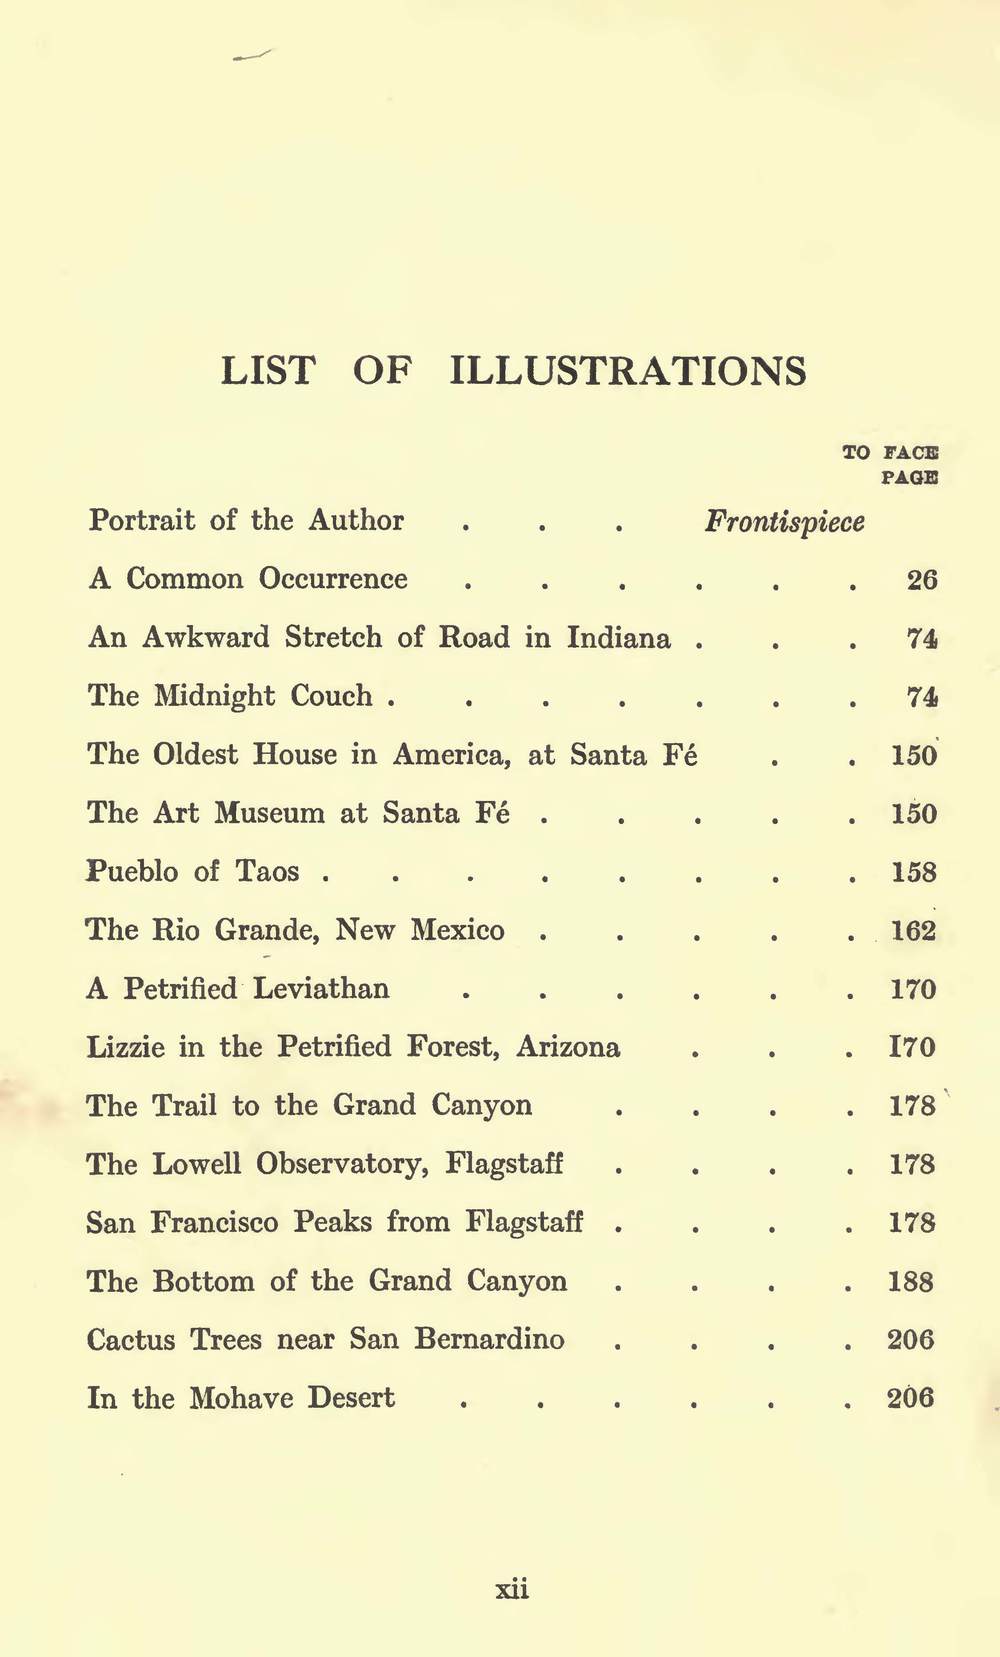 LIST OF ILLUSTRATIONS
TO FACE
PAGE
Portrait of the Author . . . Frontispiece
A Common Occurrence . . . . . . 26
An Awkward Stretch of Road in Indiana . . . 74
The Midnight Couch . . . . . . . 74
The Oldest House in America, at Santa Fé . . 150
The Art Museum at Santa Fé . . . . . 150
Pueblo of Taos . . . . . . . . 158
The Rio Grande, New Mexico . . . . . 162
A Petrified Leviathan . . . . . . 170
Lizzie in the Petrified Forest, Arizona . . . I70
The Trail to the Grand Canyon . . . . 178
The Lowell Observatory, Flagstaff . . . . 178
San Francisco Peaks from Flagstaff . . . . 178
The Bottom of the Grand Canyon . . . . 188
Cactus Trees near San Bernardino . . . . 206
In the Mohave Desert . . . . . . 206
xii